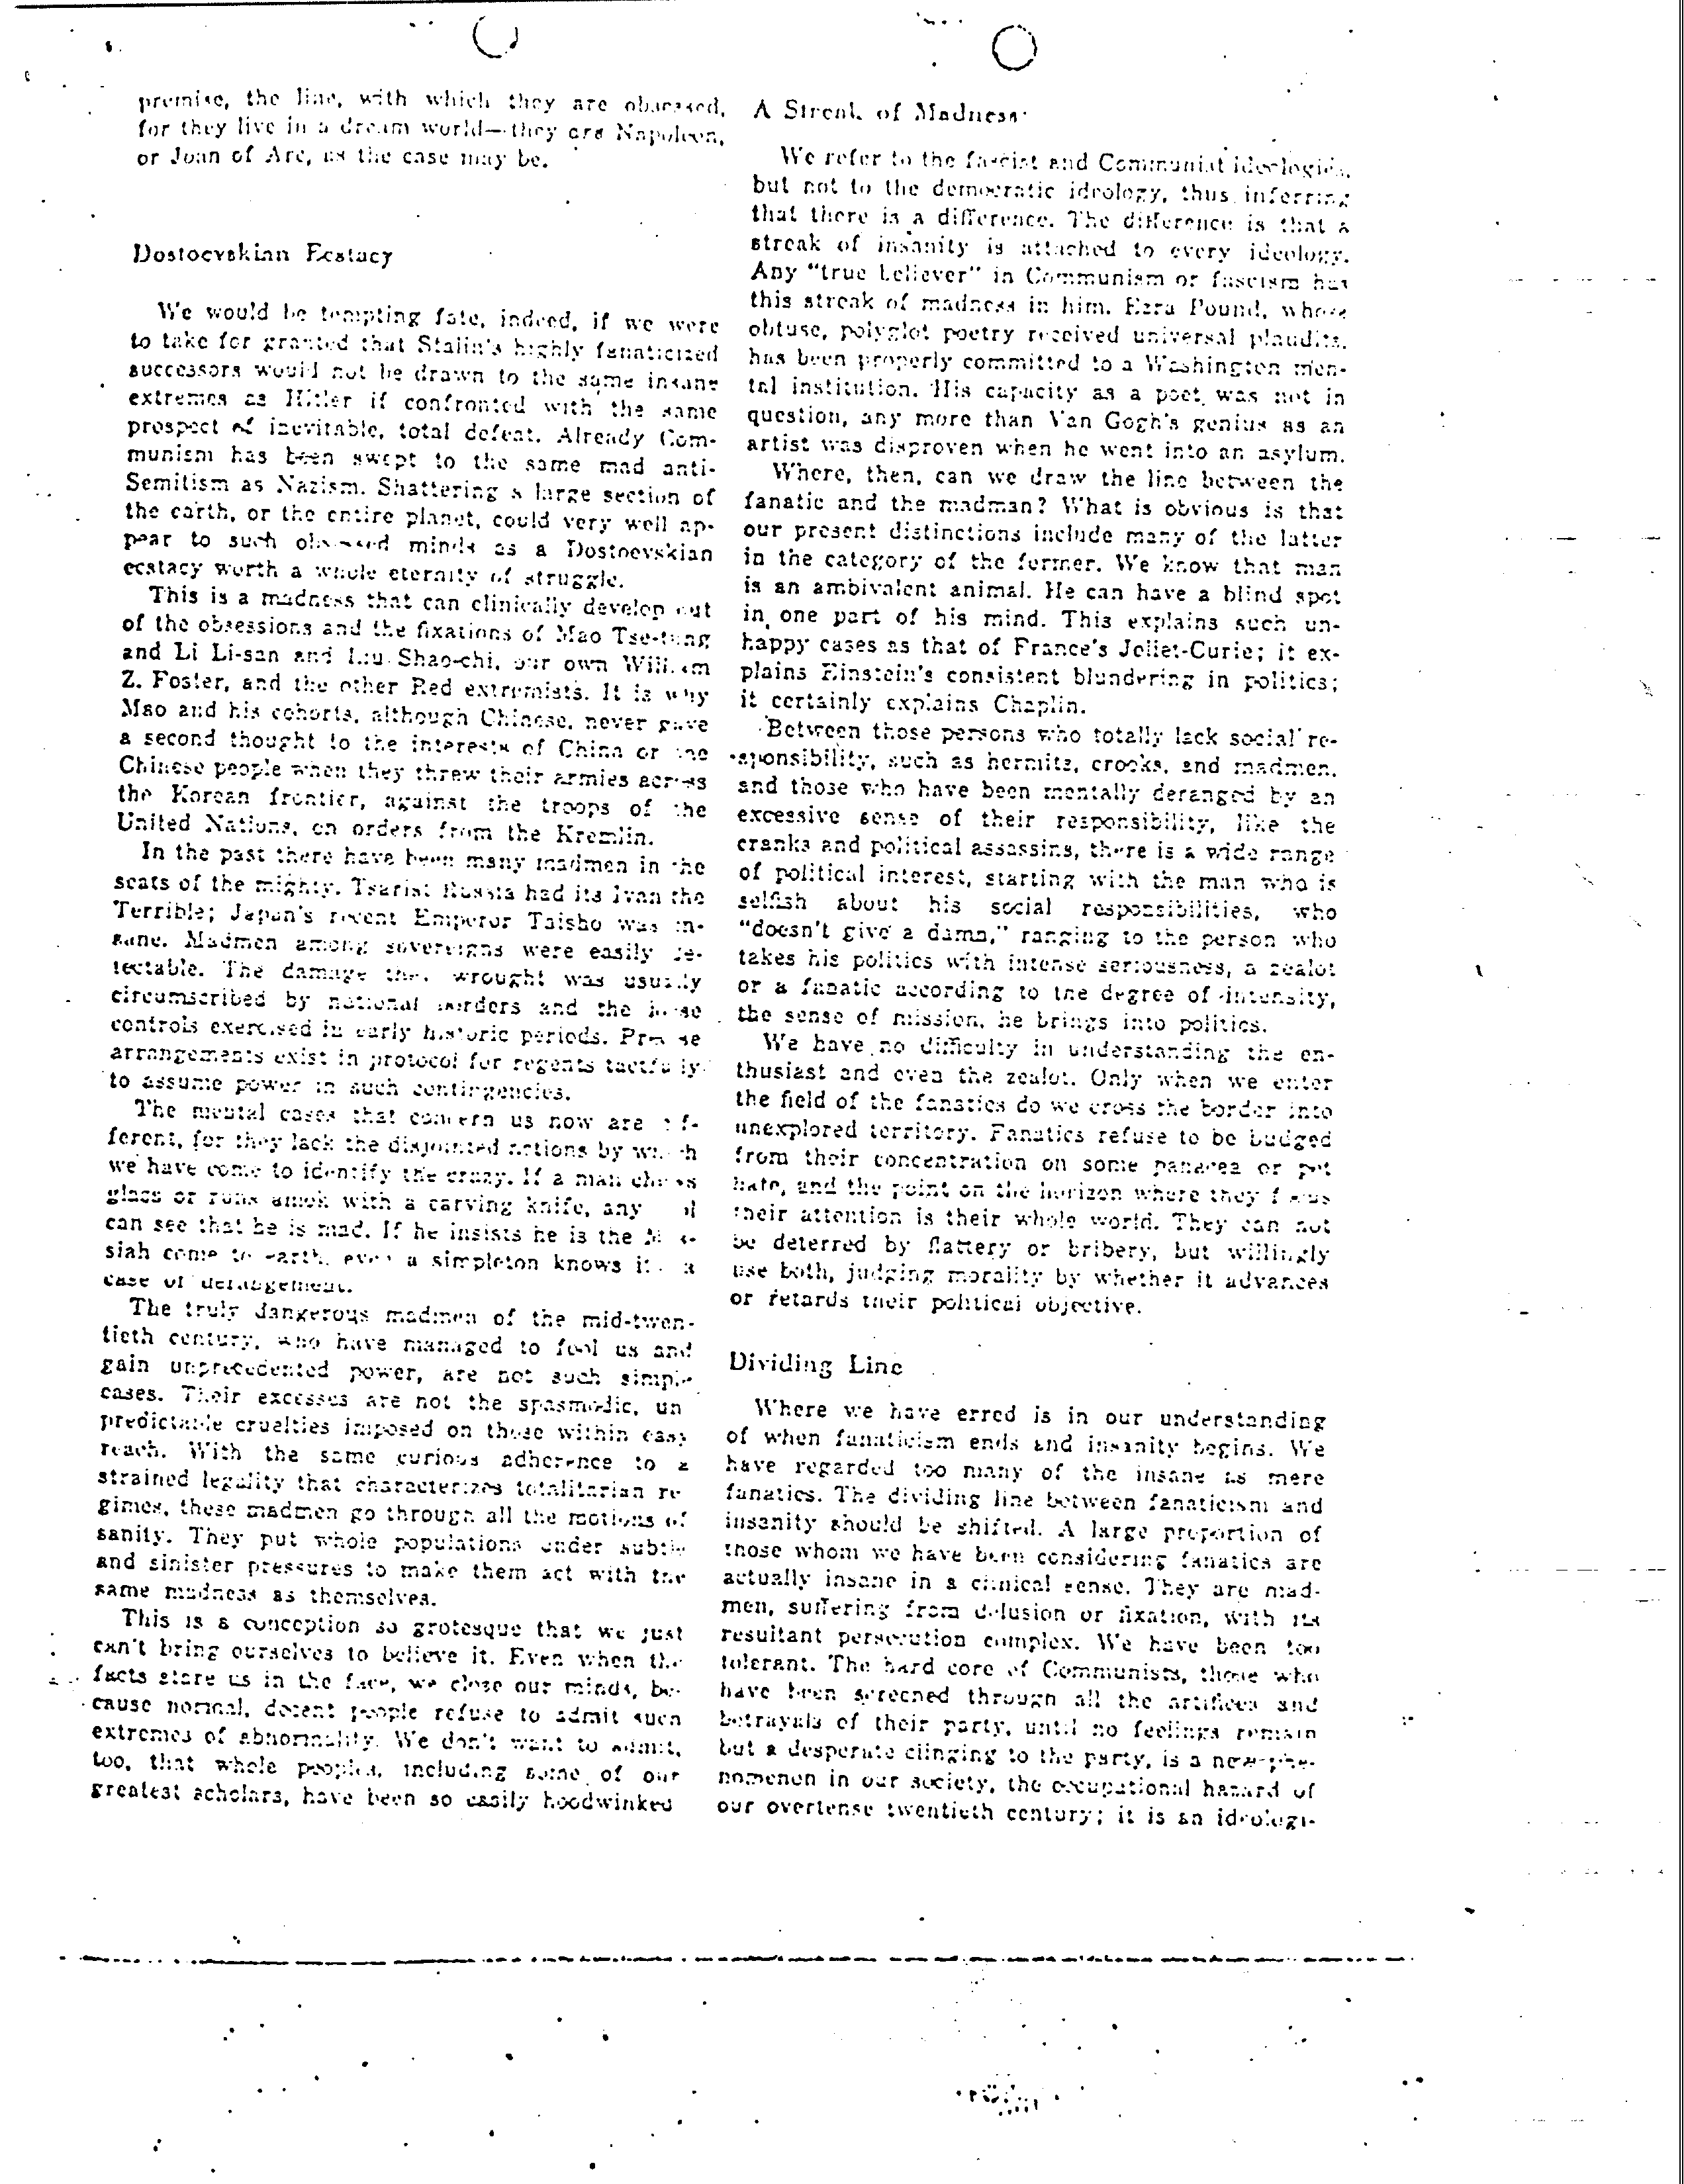 premise, the line, with which they are obsessed,
for they live in a dream world—they are Napoleon,
or Joan of Arc, as the case may be.
Dostoevskian Ecstacy
We would be tempting fate, indeed, if we were
to take for granted that Stalin's highly fanaticized
successors would not be drawn to the same insane
extremes as Hitler if confronted with the same
prospect of inevitable, total defeat. Already Com-
munism has been swept to the same mad anti-
Semitism as Nazism. Shattering a large section of
the earth, or the entire planet, could very well ap-
pear to such obsessed minds as a Dostoevskian
ecstacy worth a whole eternity of struggle.
This is a madness that can clinically develop out
of the obsessions and the fixations of Mao Tse-tung
and Li Li-san and Liu Shao-chi, our own William
Z. Foster, and the other Red extremists. It is why
Mao and his cohorts, although Chinese, never gave
a second thought to the interests of China or the
Chinese people when they threw their armies across
the Korean frontier, against the troops of the
United Nations, on orders from the Kremlin.
In the past there have been many madmen in the
seats of the mighty. Tsarist Russia had its Ivan the
Terrible; Japan's recent Emperor Taisho was in-
sane. Madmen among sovereigns were easily de-
tectable. The damage they wrought was usually
circumscribed by national borders and the loose
controls exercised in early historic periods. Precise
arrangements exist in protocol for regents tactfully
to assume power in such contingencies.
The mental cases that concern us now are dif-
ferent, for they lack the disjointed actions by which
we have come to identify the crazy. If a man chews
glass or runs amok with a carving knife, any
can see that he is mad. If he insists he is the Mes-
siah come to earth, even a simpleton knows it's a
case of derangement.
The truly dangerous madmen of the mid-twen-
tieth century, who have managed to fool us and
gain unprecedented power, are not such simple
cases. Their excesses are not the spasmodic, un
predictable cruelties imposed on those within easy
reach. With the same curious adherence to a
strained legality that characterizes totalitarian re-
gimes, these madmen go through all the motions of
sanity. They put whole populations under subtle
and sinister pressures to make them act with the
same madness as themselves.
This is a conception so grotesque that we just
can't bring ourselves to believe it. Even when the
facts stare us in the face, we close our minds, be-
cause normal, decent people refuse to admit such
extremes of abnormality. We don't want to admit,
too, that whole peoples, including some of our
greatest scholars, have been so easily hoodwinked
A Streak of Madness
We refer to the fascist and Communist ideologies,
but not to the democratic ideology, thus inferring
that there is a difference. The difference is that a
streak of insanity is attached to every ideology.
Any "true believer" in Communism or fascism has
this streak of madness in him. Ezra Pound, whose
obtuse, polyglot poetry received universal plaudits,
has been properly committed to a Washington men-
tal institution. His capacity as a poet was not in
question, any more than Van Gogh's genius as an
artist was disproven when he went into an asylum.
Where, then, can we draw the line between the
fanatic and the madman? What is obvious is that
our present distinctions include many of the latter
in the category of the former. We know that man
is an ambivalent animal. He can have a blind spot
in one part of his mind. This explains such un-
happy cases as that of France's Joliet-Curie; it ex-
plains Einstein's consistent blundering in politics;
it certainly explains Chaplin.
Between those persons who totally lack social re-
sponsibility, such as hermits, crooks, and madmen,
and those who have been mentally deranged by an
excessive sense of their responsibility, like the
cranks and political assassins, there is a wide range
of political interest, starting with the man who is
selfish about his social responsibilities, who
"doesn't give a damn," ranging to the person who
takes his politics with intense seriousness, a zealot
or a fanatic according to the degree of intensity,
the sense of mission, he brings into politics.
We have no difficulty in understanding the en-
thusiast and even the zealot. Only when we enter
the field of the fanatics do we cross the border into
unexplored territory. Fanatics refuse to be budged
from their concentration on some panacea or pet
hate, and the point on the horizon where they focus
their attention is their whole world. They can not
be deterred by flattery or bribery, but willingly
use both, judging morality by whether it advances
or retards their political objective.
Dividing Line
Where we have erred is in our understanding
of when fanaticism ends and insanity begins. We
have regarded too many of the insane as mere
fanatics. The dividing line between fanaticism and
insanity should be shifted. A large proportion of
those whom we have been considering fanatics are
actually insane in a clinical sense. They are mad-
men, suffering from delusion or fixation, with its
resultant persecution complex. We have been too
tolerant. The hard core of Communists, those who
have been screened through all the artifices and
betrayals of their party, until no feelings remain
but a desperate clinging to the party, is a new phe-
nomenon in our society, the occupational hazard of
our overtense twentieth century; it is an ideologi-